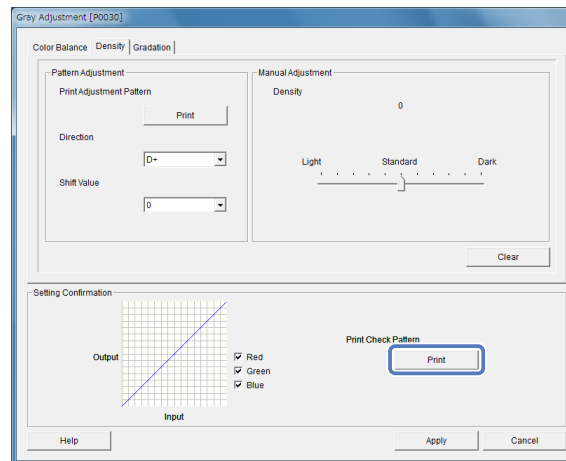 Gray Adjustment [P0030]
Color Balance Density Gradation
Pattern Adjustment
Print Adjustment Pattern
Print
Direction
D+
Shift Value
0
Manual Adjustment
Density
0
Light Standard Dark
Clear
Setting Confirmation
Output
Input
Red
Green
Blue
Print Check Pattern
Print
Help Apply Cancel